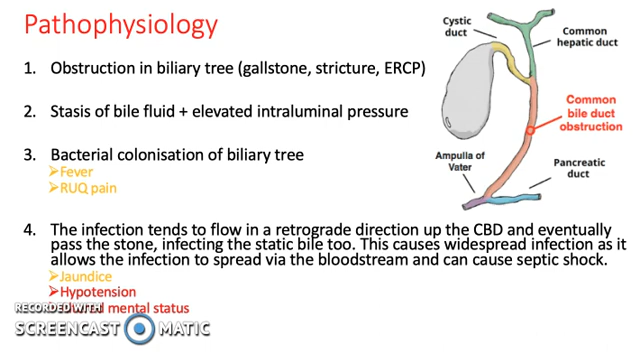 Pathophysiology
1. Obstruction in biliary tree (gallstone, stricture, ERCP)
2. Stasis of bile fluid + elevated intraluminal pressure
3. Bacterial colonisation of biliary tree
➢Fever
➢RUQ pain
4. The infection tends to flow in a retrograde direction up the CBD and eventually
pass the stone, infecting the static bile too. This causes widespread infection as it
allows the infection to spread via the bloodstream and can cause septic shock.
➢Jaundice
➢Hypotension
mental status
RECORDED WITH
SCREENCAST MATIC
Cystic
duct
Common
hepatic duct
Common
bile duct
obstruction
Ampulla of
Vater
Pancreatic
duct